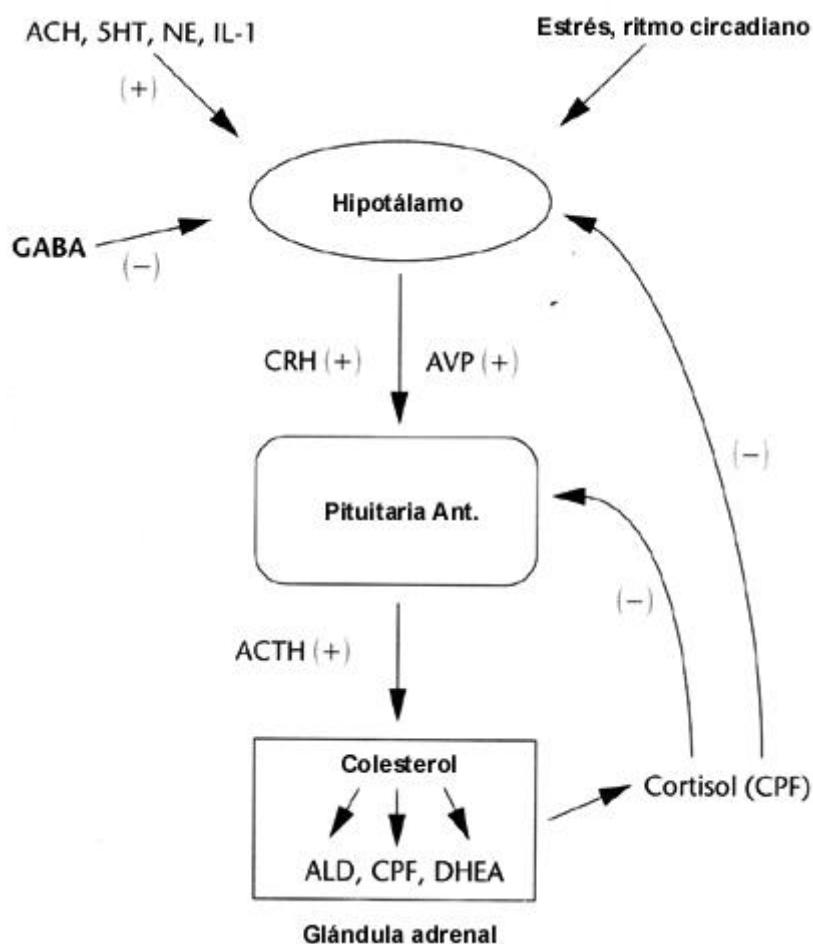 ACH, 5HT, NE, IL-1
Estrés, ritmo circadiano
(+)
Hipotálamo
GABA
(−)
CRH (+)
AVP (+)
(−)
Pituitaria Ant.
(−)
ACTH (+)
Colesterol
Cortisol (CPF)
ALD, CPF, DHEA
Glándula adrenal